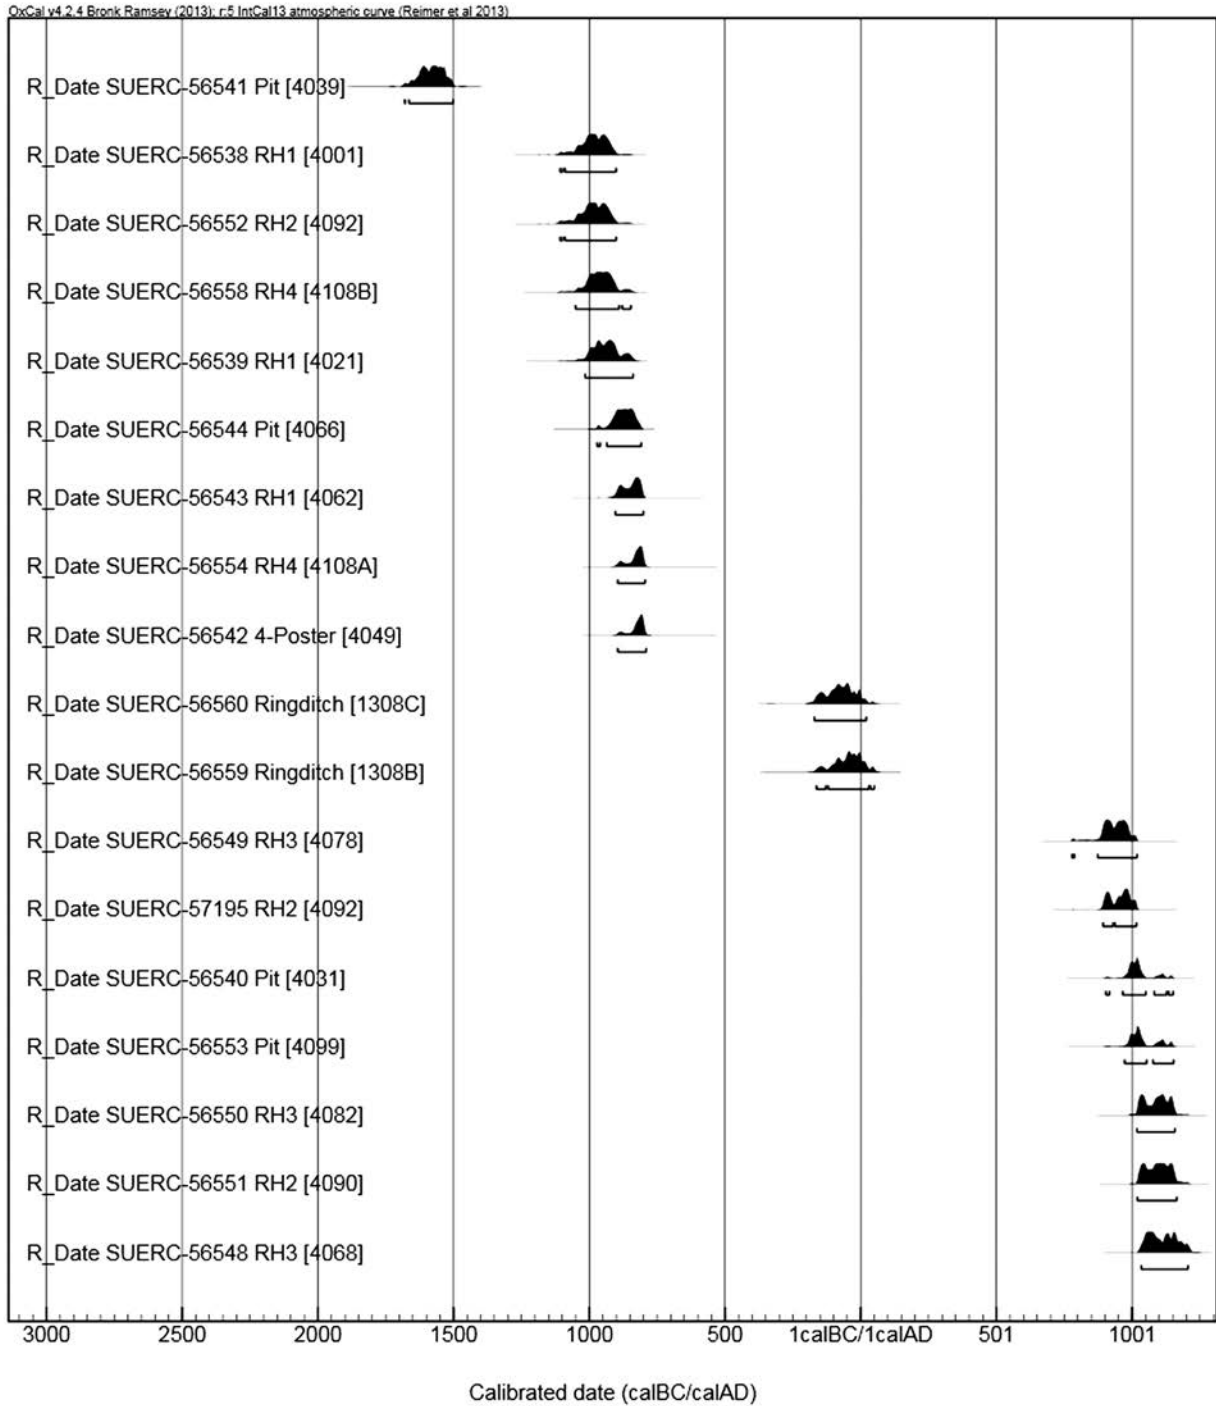 OxCal v4.2.4 Bronk Ramsey (2013); r:5 IntCal13 atmospheric curve (Reimer et al 2013)
R_Date SUERC-56541 Pit [4039]
R_Date SUERC-56538 RH1 [4001]
R_Date SUERC-56552 RH2 [4092]
R_Date SUERC-56558 RH4 [4108B]
R_Date SUERC-56539 RH1 [4021]
R_Date SUERC-56544 Pit [4066]
R_Date SUERC-56543 RH1 [4062]
R_Date SUERC-56554 RH4 [4108A]
R_Date SUERC-56542 4-Poster [4049]
R_Date SUERC-56560 Ringditch [1308C]
R_Date SUERC-56559 Ringditch [1308B]
R_Date SUERC-56549 RH3 [4078]
R_Date SUERC-57195 RH2 [4092]
R_Date SUERC-56540 Pit [4031]
R_Date SUERC-56553 Pit [4099]
R_Date SUERC-56550 RH3 [4082]
R_Date SUERC-56551 RH2 [4090]
R_Date SUERC-56548 RH3 [4068]
3000 2500 2000 1500 1000 500 1calBC/1calAD 501 1001
Calibrated date (calBC/calAD)